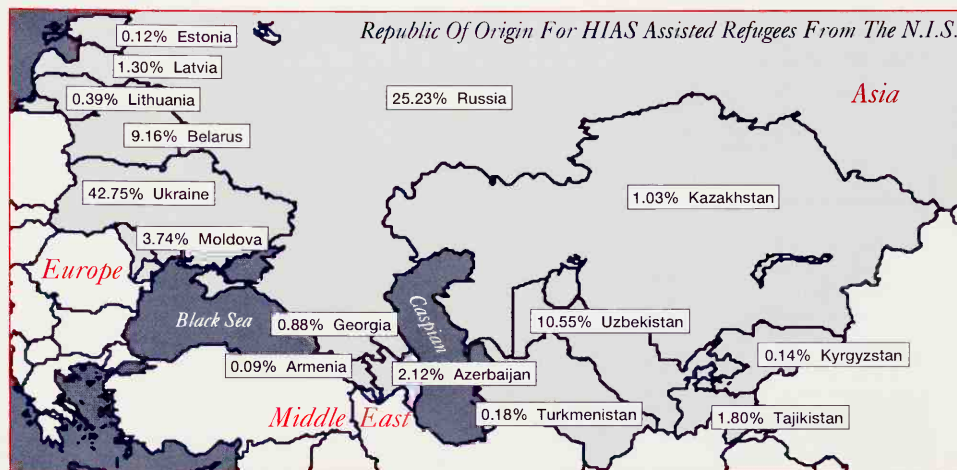 Republic Of Origin For HIAS Assisted Refugees From The N.I.S.
0.12% Estonia
1.30% Latvia
0.39% Lithuania
25.23% Russia
Asia
9.16% Belarus
42.75% Ukraine
1.03% Kazakhstan
3.74% Moldova
Europe
Black Sea
Caspian
0.88% Georgia
10.55% Uzbekistan
0.09% Armenia
2.12% Azerbaijan
0.14% Kyrgyzstan
Middle East
0.18% Turkmenistan
1.80% Tajikistan